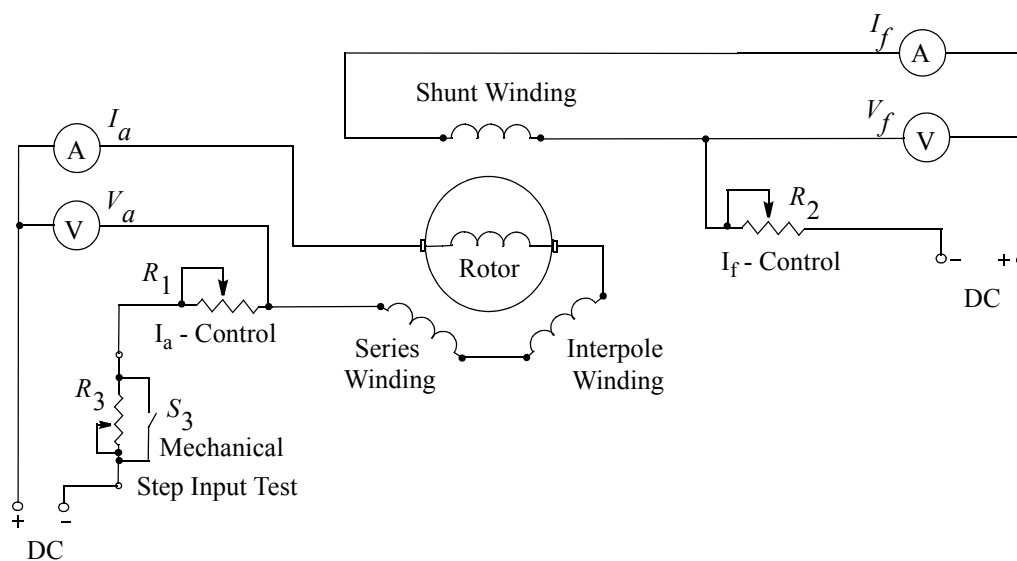 I_f
A
Shunt Winding
V_f
V
I_a
A
V_a
V
R_2
I_f - Control
- +
DC
Rotor
R_1
I_a - Control
Series
Winding
Interpole
Winding
R_3
S_3
Mechanical
Step Input Test
+ -
DC